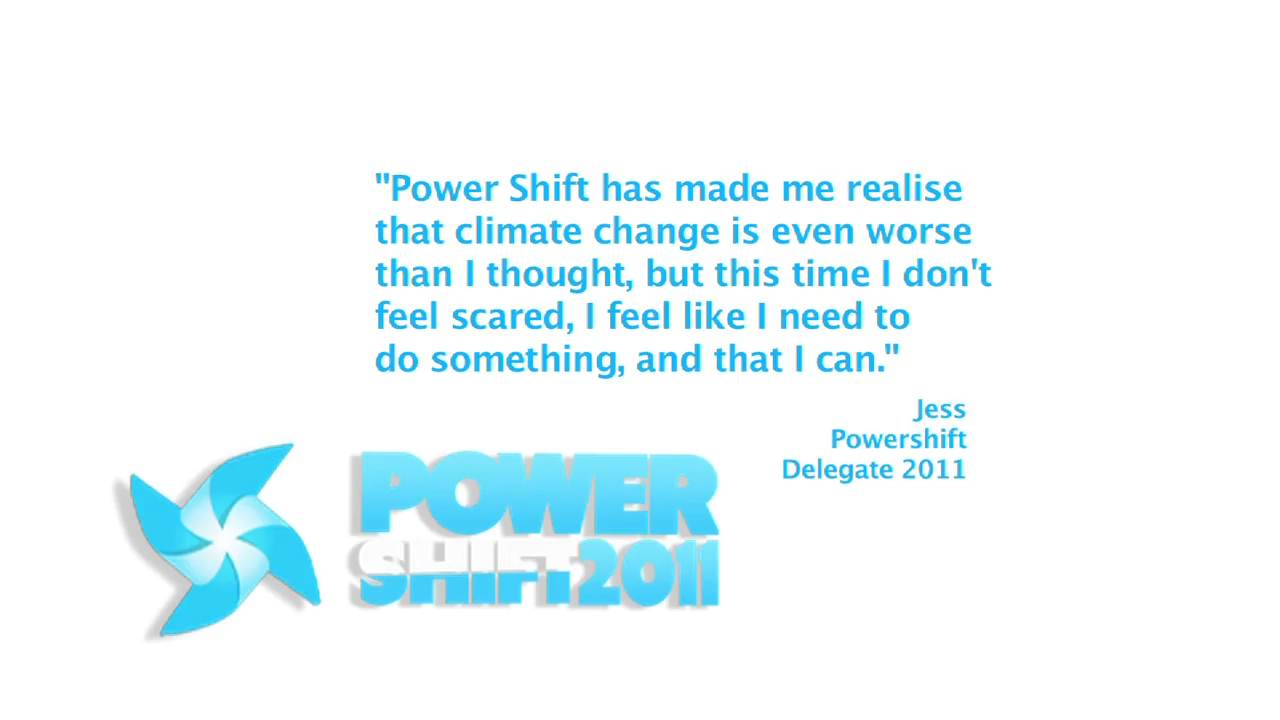 "Power Shift has made me realise
that climate change is even worse
than I thought, but this time I don't
feel scared, I feel like I need to
do something, and that I can."
Jess
Powershift
Delegate 2011
POWER
SHIFT2011